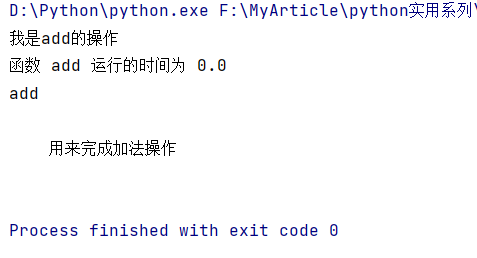 D:\Python\python.exe F:\MyArticle\python实用系列\
我是add的操作
函数 add 运行的时间为 0.0
add
用来完成加法操作
Process finished with exit code 0